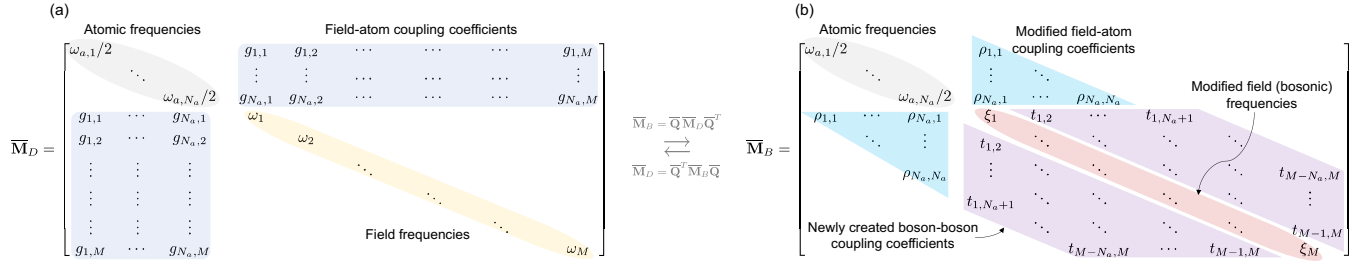 (a)
Atomic frequencies
Field-atom coupling coefficients
ω_{a,1}/2
⋱
ω_{a,N_a}/2
g_{1,1} g_{1,2} ⋯ ⋯ ⋯ g_{1,M}
⋮ ⋮ ⋯ ⋯ ⋯ ⋮
g_{N_a,1} g_{N_a,2} ⋯ ⋯ ⋯ g_{N_a,M}
M̅_D =
g_{1,1} ⋯ g_{N_a,1}
g_{1,2} ⋯ g_{N_a,2}
⋮ ⋮ ⋮
⋮ ⋮ ⋮
⋮ ⋮ ⋮
g_{1,M} ⋯ g_{N_a,M}
ω_1
ω_2
⋱
⋱
⋱
ω_M
Field frequencies
M̅_B = Q̅ M̅_D Q̅^T
⇄
M̅_D = Q̅^T M̅_B Q̅
(b)
Atomic frequencies
Modified field-atom
coupling coefficients
Modified field (bosonic)
frequencies
ω_{a,1}/2
⋱
ω_{a,N_a}/2
ρ_{1,1}
⋮ ⋱
ρ_{N_a,1} ⋯ ρ_{N_a,N_a}
M̅_B =
ρ_{1,1} ⋯ ρ_{N_a,1}
⋱ ⋮
ρ_{N_a,N_a}
ξ_1 t_{1,2} ⋯ t_{1,N_a+1}
t_{1,2} ⋱ ⋱ ⋱ ⋱
⋮ ⋱ ⋱ ⋱ ⋱ t_{M−N_a,M}
t_{1,N_a+1} ⋱ ⋱ ⋱ ⋱ ⋮
⋱ ⋱ ⋱ ⋱ t_{M−1,M}
t_{M−N_a,M} ⋯ t_{M−1,M} ξ_M
Newly created boson-boson
coupling coefficients